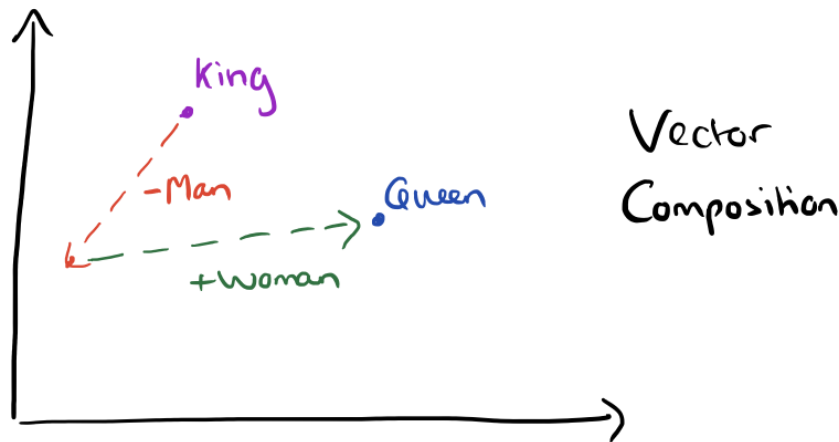 King
-Man
Queen
+Woman
Vector
Composition